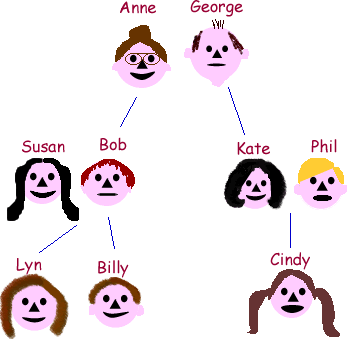 Anne George
Susan Bob Kate Phil
Lyn Billy Cindy